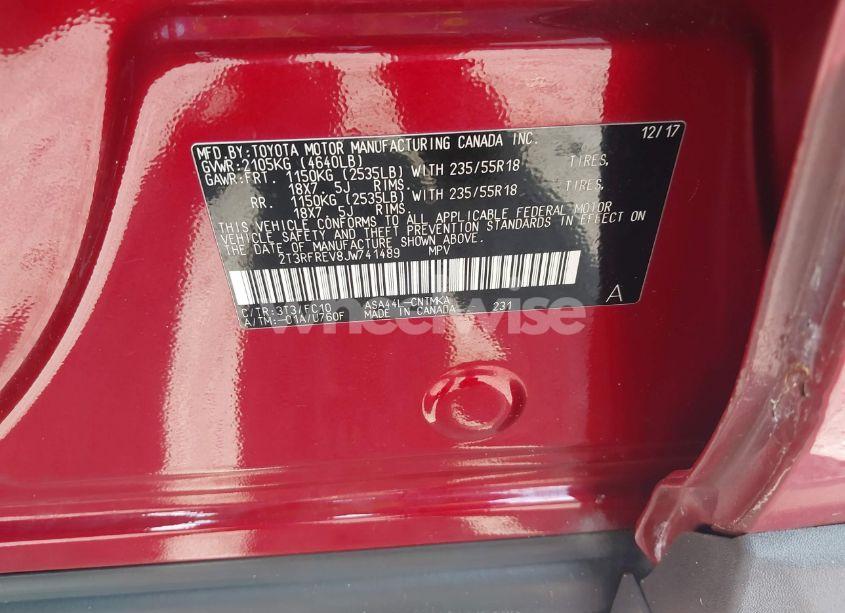 MFD.BY:TOYOTA MOTOR MANUFACTURING CANADA INC. 12/17
GVWR:2105KG (4640LB)
GAWR:FRT. 1150KG (2535LB) WITH 235/55R18 TIRES,
18X7.5J RIMS.
RR. 1150KG (2535LB) WITH 235/55R18 TIRES,
18X7.5J RIMS.
THIS VEHICLE CONFORMS TO ALL APPLICABLE FEDERAL MOTOR
VEHICLE SAFETY AND THEFT PREVENTION STANDARDS IN EFFECT ON
THE DATE OF MANUFACTURE SHOWN ABOVE.
2T3RFREV8JW741489 MPV
C/TR:3T3/FC10 ASA44L-CNTMKA 231 A
A/TM:-01A/U760F MADE IN CANADA
wheelwise